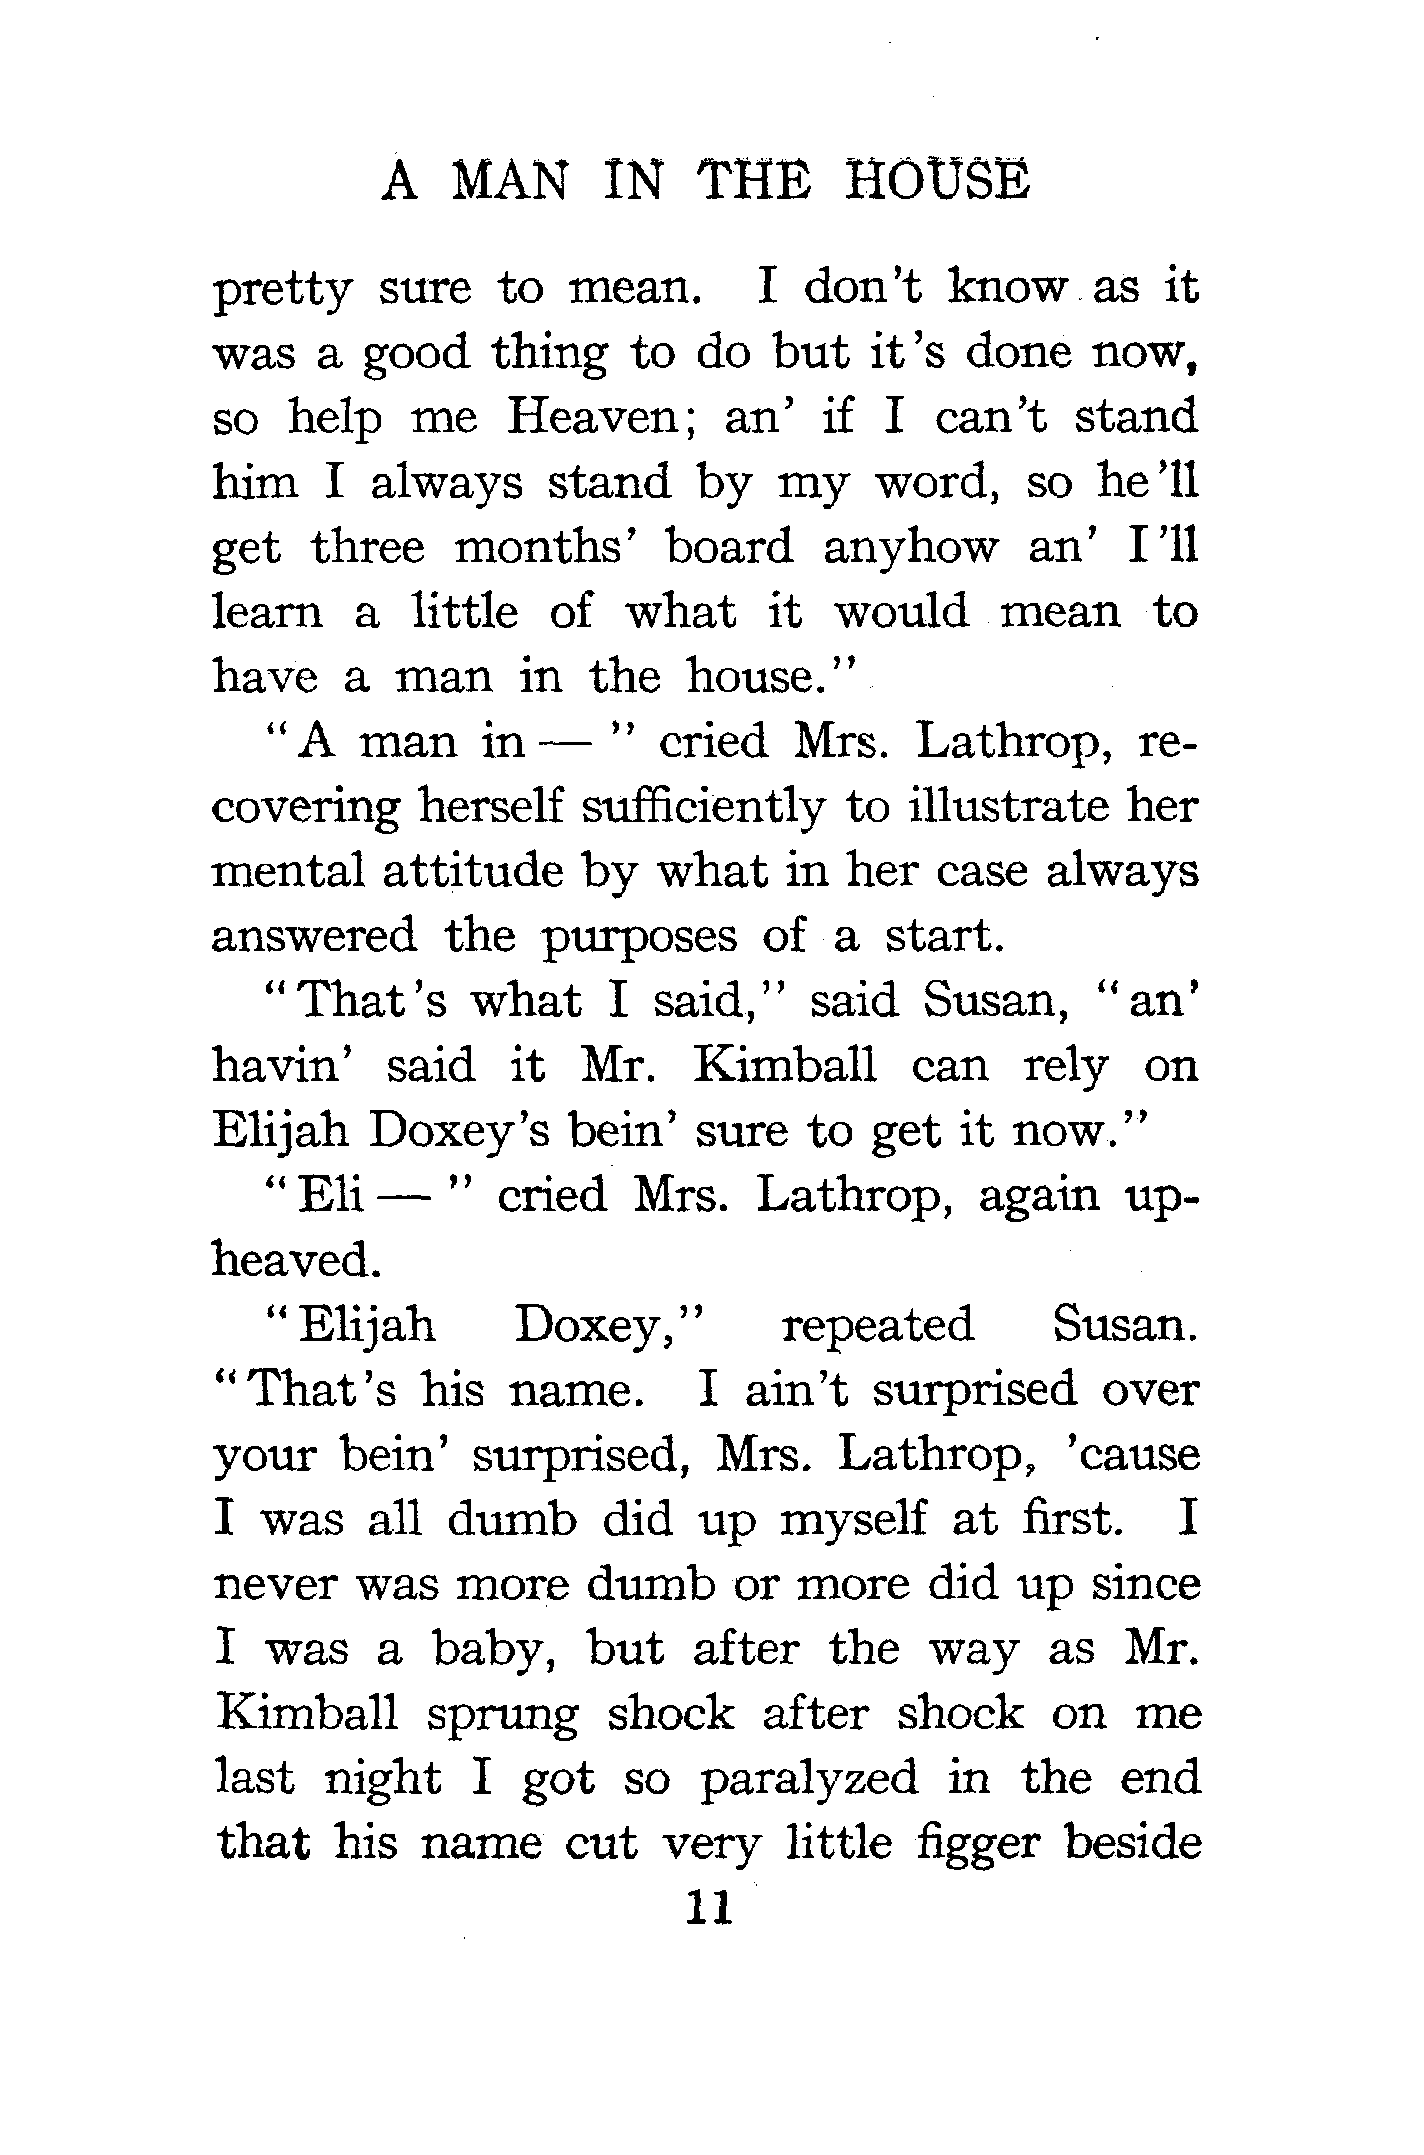 A MAN IN THE HOUSE
pretty sure to mean. I don't know as it
was a good thing to do but it's done now,
so help me Heaven; an' if I can't stand
him I always stand by my word, so he'll
get three months' board anyhow an' I'll
learn a little of what it would mean to
have a man in the house."
"A man in — " cried Mrs. Lathrop, re-
covering herself sufficiently to illustrate her
mental attitude by what in her case always
answered the purposes of a start.
"That's what I said," said Susan, "an'
havin' said it Mr. Kimball can rely on
Elijah Doxey's bein' sure to get it now."
"Eli — " cried Mrs. Lathrop, again up-
heaved.
"Elijah Doxey," repeated Susan.
"That's his name. I ain't surprised over
your bein' surprised, Mrs. Lathrop, 'cause
I was all dumb did up myself at first. I
never was more dumb or more did up since
I was a baby, but after the way as Mr.
Kimball sprung shock after shock on me
last night I got so paralyzed in the end
that his name cut very little figger beside
11